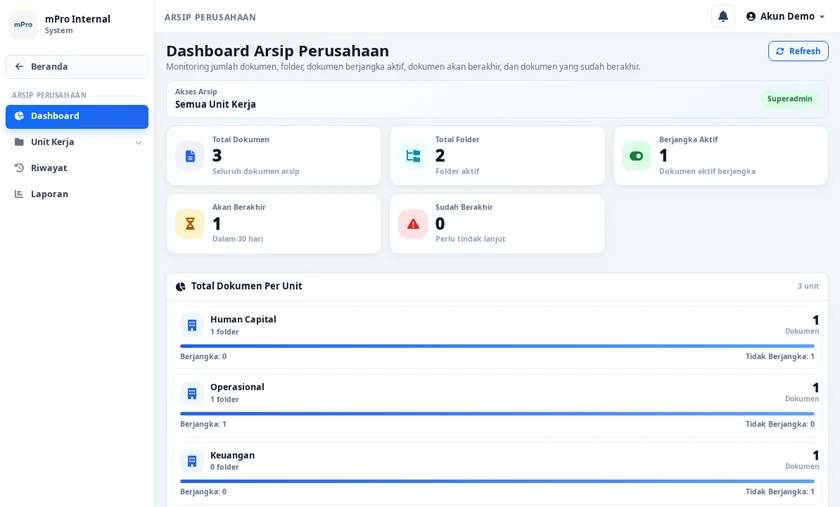 mPro
mPro Internal
System
Beranda
ARSIP PERUSAHAAN
Dashboard
Unit Kerja
Riwayat
Laporan
ARSIP PERUSAHAAN
Akun Demo
Dashboard Arsip Perusahaan
Monitoring jumlah dokumen, folder, dokumen berjangka aktif, dokumen akan berakhir, dan dokumen yang sudah berakhir.
Refresh
Akses Arsip
Semua Unit Kerja
Superadmin
Total Dokumen
3
Seluruh dokumen arsip
Total Folder
2
Folder aktif
Berjangka Aktif
1
Dokumen aktif berjangka
Akan Berakhir
1
Dalam 30 hari
Sudah Berakhir
0
Perlu tindak lanjut
Total Dokumen Per Unit
3 unit
Human Capital
1 folder
1
Dokumen
Berjangka: 0
Tidak Berjangka: 1
Operasional
1 folder
1
Dokumen
Berjangka: 1
Tidak Berjangka: 0
Keuangan
0 folder
1
Dokumen
Berjangka: 0
Tidak Berjangka: 1